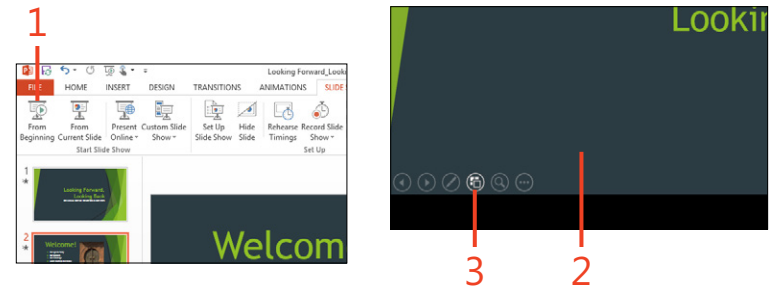 1
Looking Forward_Looki
FILE HOME INSERT DESIGN TRANSITIONS ANIMATIONS SLIDE
From Beginning
From Current Slide
Present Online
Custom Slide Show
Set Up Slide Show
Hide Slide
Rehearse Timings
Record Slide Show
Start Slide Show
Set Up
1
Looking Forward,
Looking Back
2
Welcome!
Welcom
Lookin
3
2